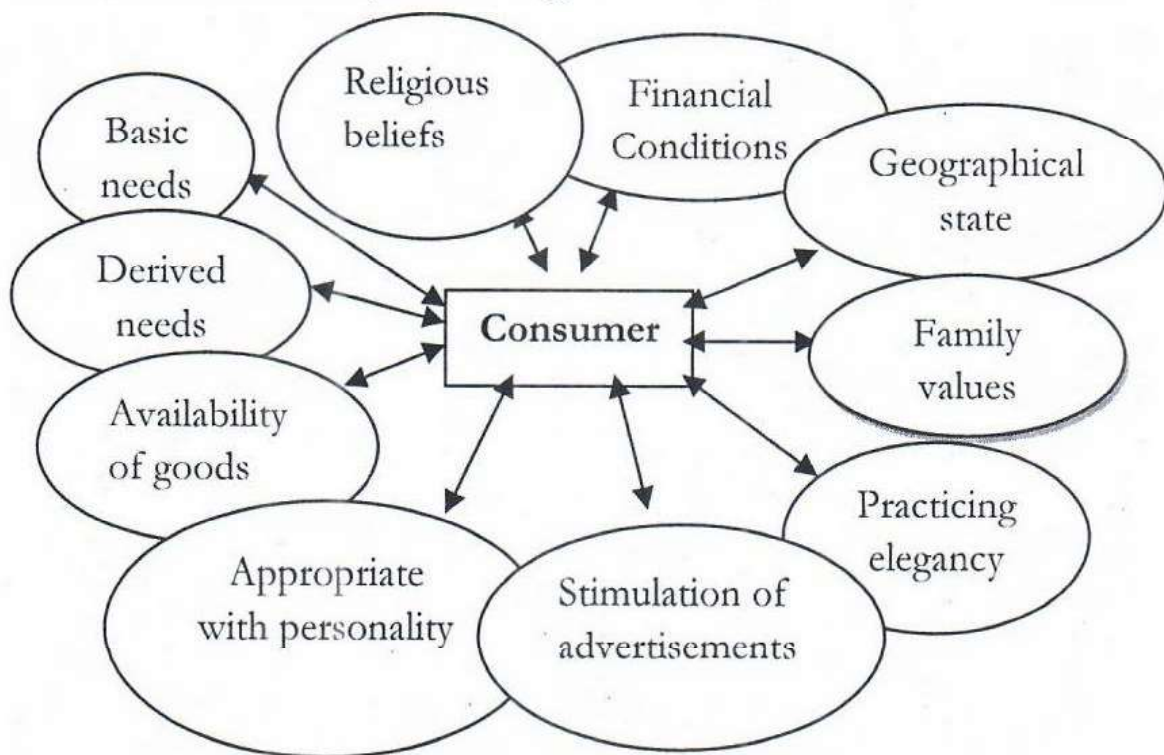 Religious
beliefs
Financial
Conditions
Basic
needs
Geographical
state
Derived
needs
Consumer
Family
values
Availability
of goods
Practicing
elegancy
Appropriate
with personality
Stimulation of
advertisements